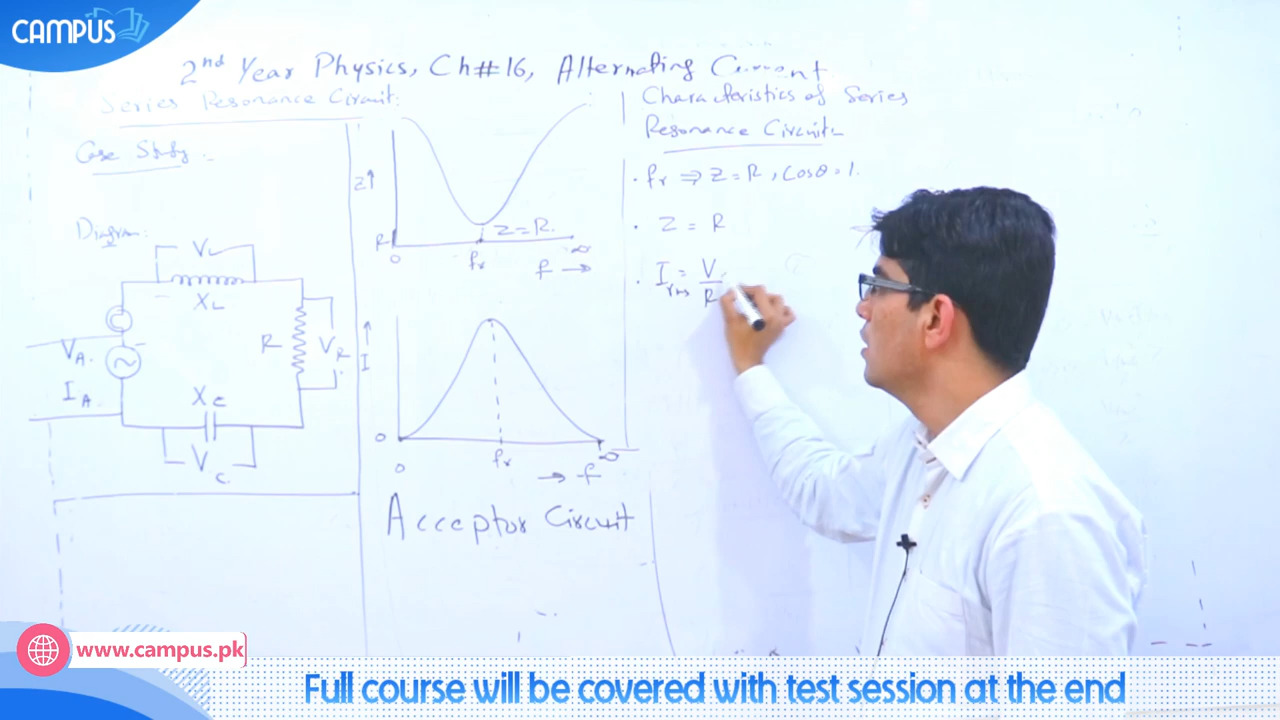 CAMPUS
2nd Year Physics, Ch#16, Alternating Current
Series Resonance Circuit:
Case Study:
Diagram:
VL
XL
R
VR
VA.
IA
XC
VC
Z↑
R
Z = R.
0
fr
∞
f →
I ↑
0
0
fr
∞
→ f
Acceptor Circuit
Characteristics of Series
Resonance Circuit:
· fr ⇒ Z = R, Cosθ = 1.
· Z = R
· Irms = V/R
www.campus.pk
Full course will be covered with test session at the end